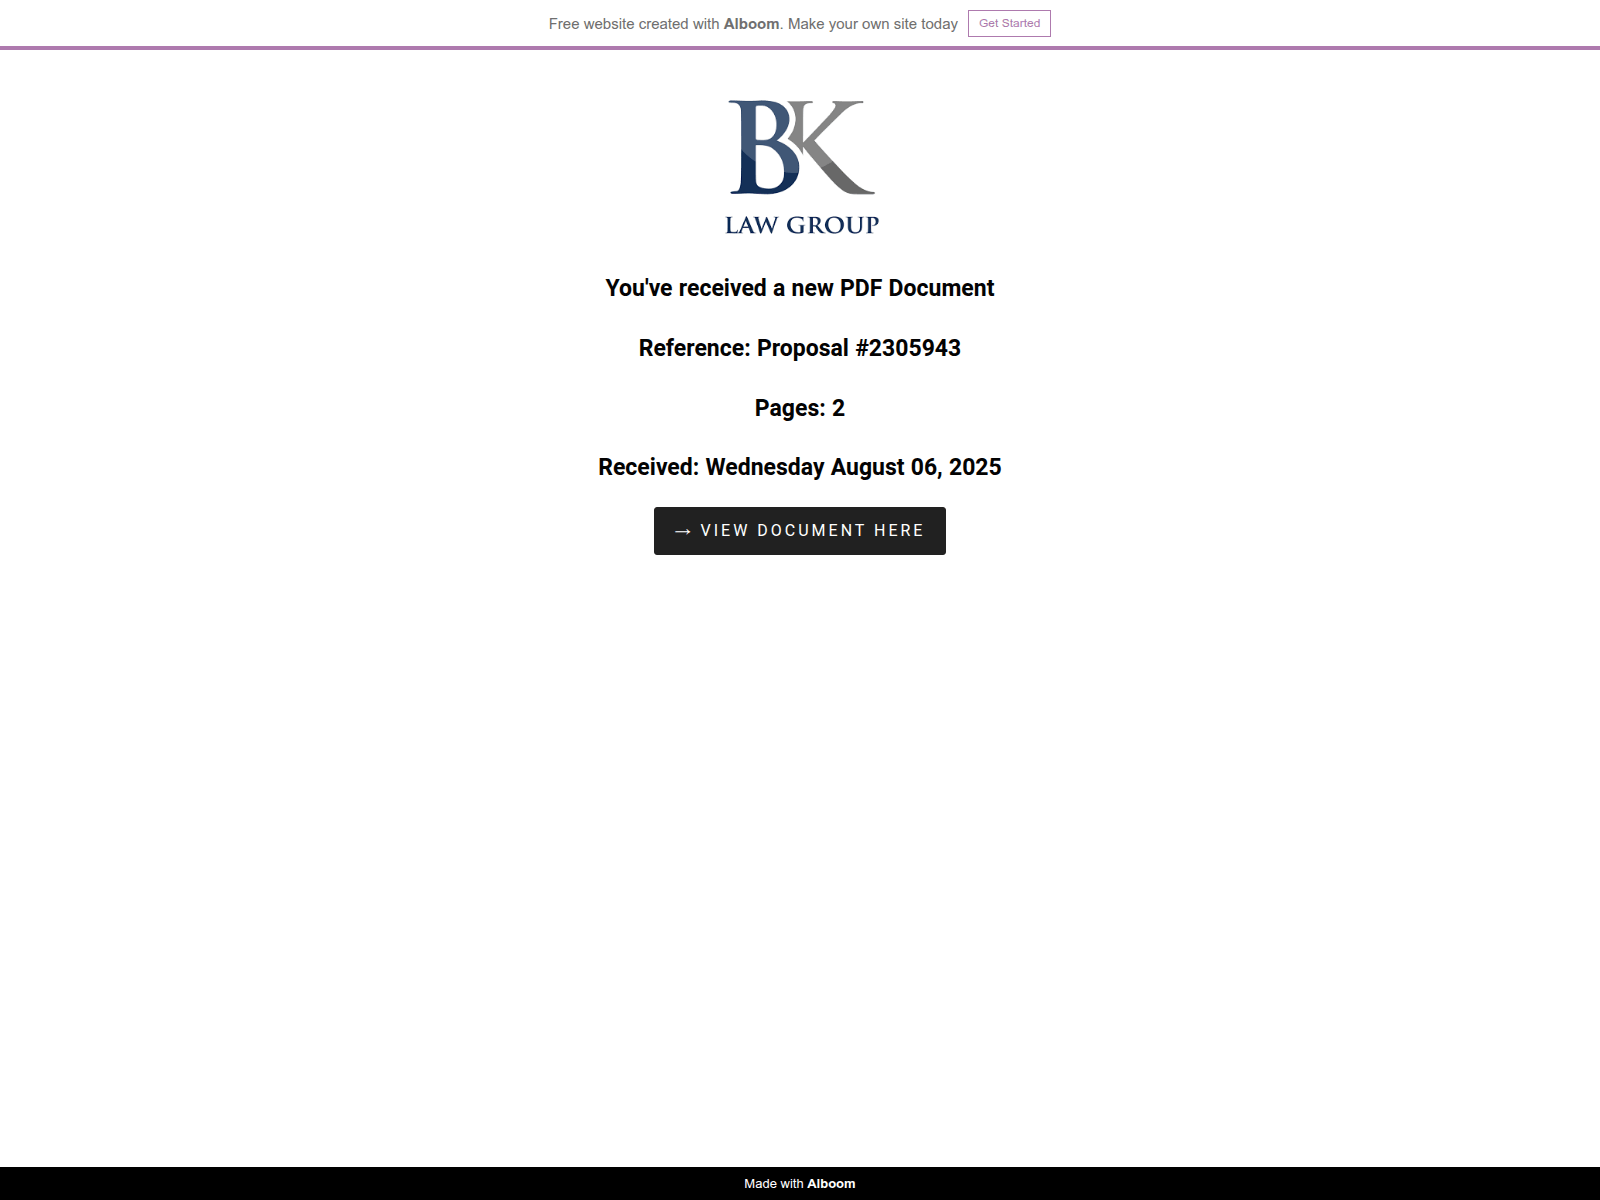 Free website created with Alboom. Make your own site today Get Started
BK
LAW GROUP
You've received a new PDF Document
Reference: Proposal #2305943
Pages: 2
Received: Wednesday August 06, 2025
→ VIEW DOCUMENT HERE
Made with Alboom